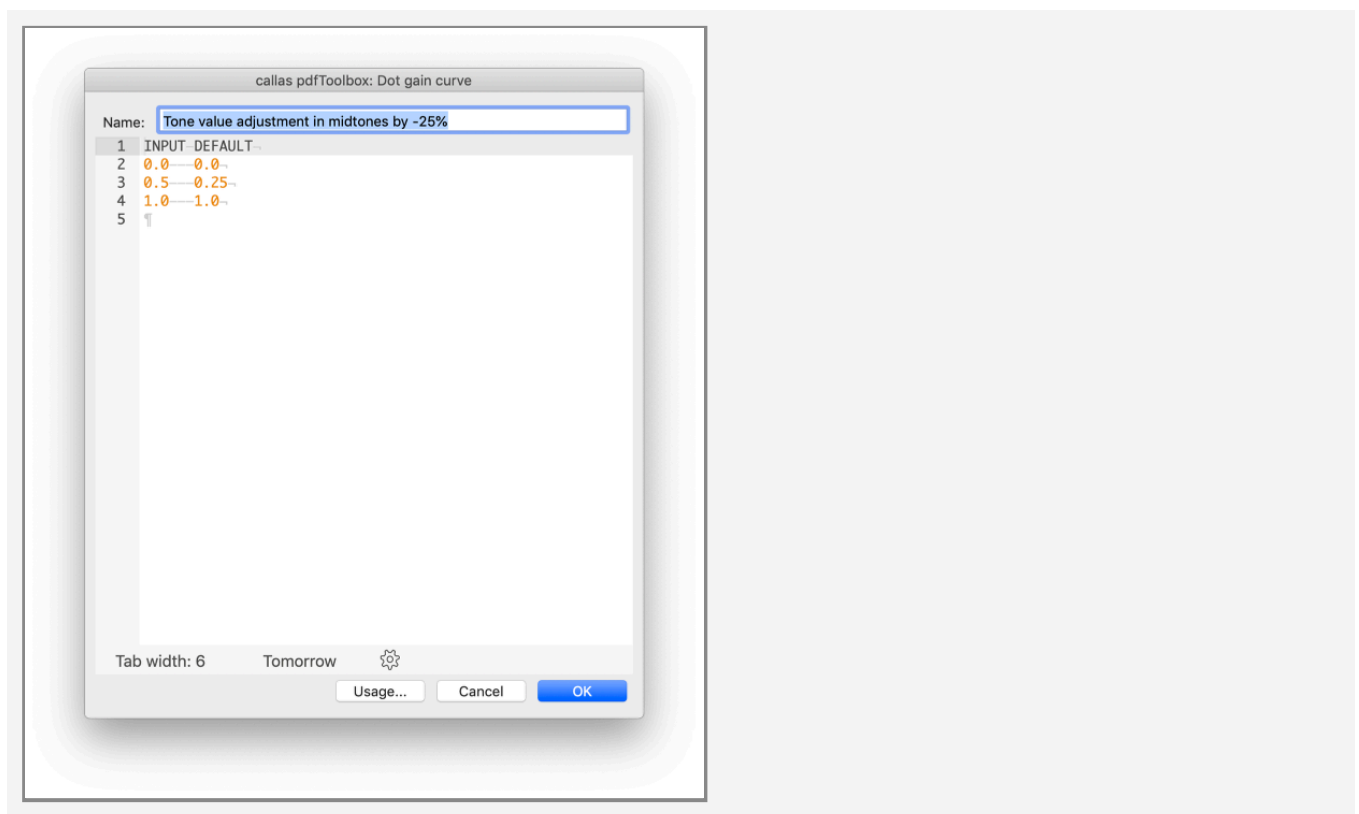 callas pdfToolbox: Dot gain curve
Name: Tone value adjustment in midtones by -25%
1 INPUT DEFAULT
2 0.0 0.0
3 0.5 0.25
4 1.0 1.0
5 ¶
Tab width: 6 Tomorrow
Usage... Cancel OK